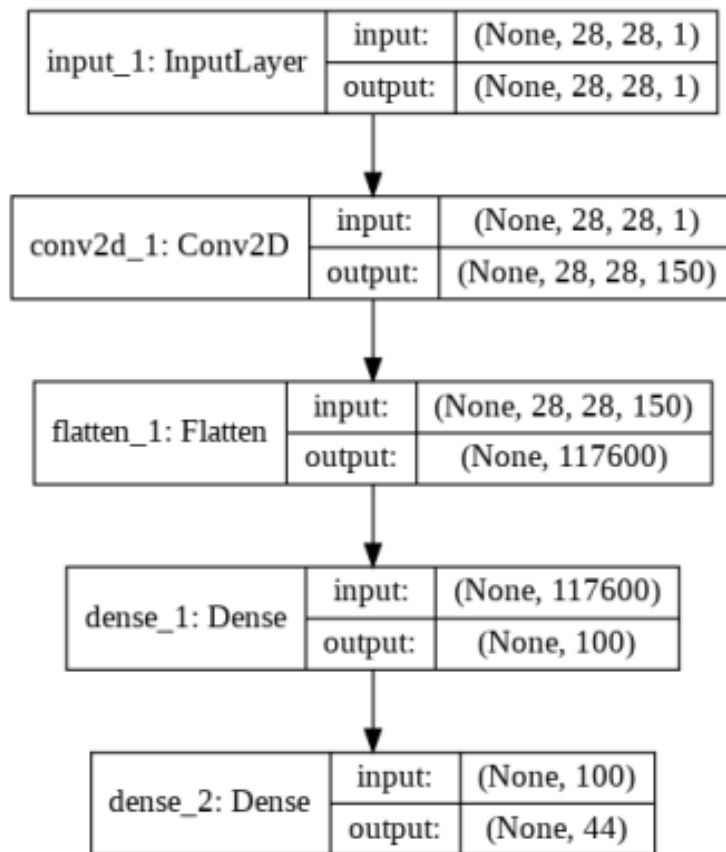 input_1: InputLayer
input: (None, 28, 28, 1)
output: (None, 28, 28, 1)
conv2d_1: Conv2D
input: (None, 28, 28, 1)
output: (None, 28, 28, 150)
flatten_1: Flatten
input: (None, 28, 28, 150)
output: (None, 117600)
dense_1: Dense
input: (None, 117600)
output: (None, 100)
dense_2: Dense
input: (None, 100)
output: (None, 44)